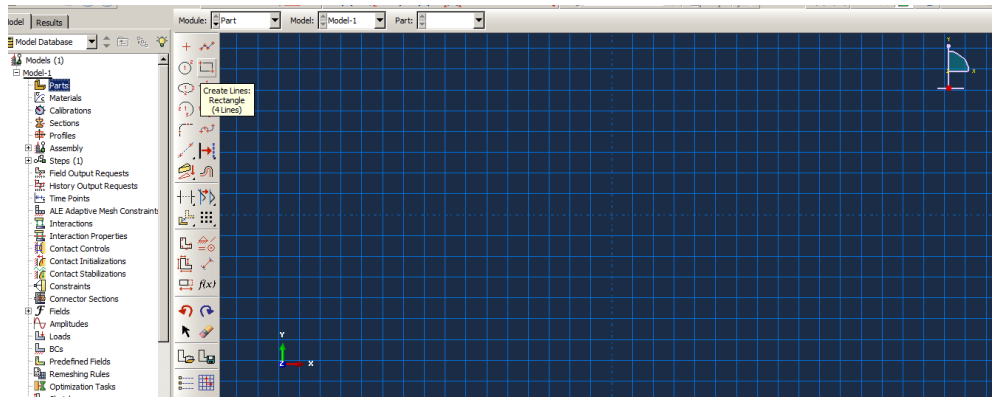 Module: Part Model: Model-1 Part:
Model Results
Model Database
Models (1)
Model-1
Parts
Materials
Calibrations
Sections
Profiles
Assembly
Steps (1)
Field Output Requests
History Output Requests
Time Points
ALE Adaptive Mesh Constraints
Interactions
Interaction Properties
Contact Controls
Contact Initializations
Contact Stabilizations
Constraints
Connector Sections
Fields
Amplitudes
Loads
BCs
Predefined Fields
Remeshing Rules
Optimization Tasks
Create Lines:
Rectangle
(4 Lines)
f(x)
Y
Z X
Y
Z X